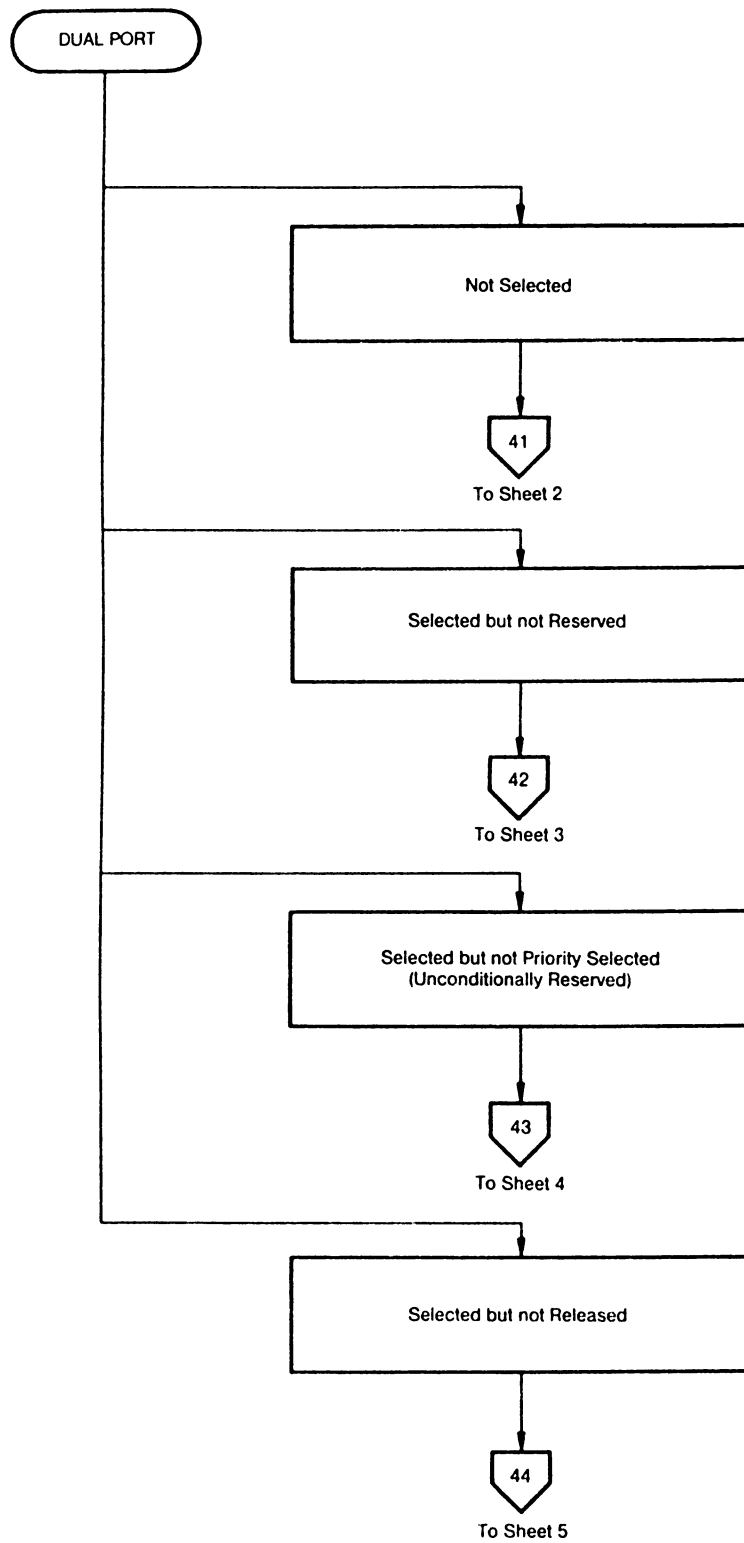 DUAL PORT
Not Selected
41
To Sheet 2
Selected but not Reserved
42
To Sheet 3
Selected but not Priority Selected
(Unconditionally Reserved)
43
To Sheet 4
Selected but not Released
44
To Sheet 5